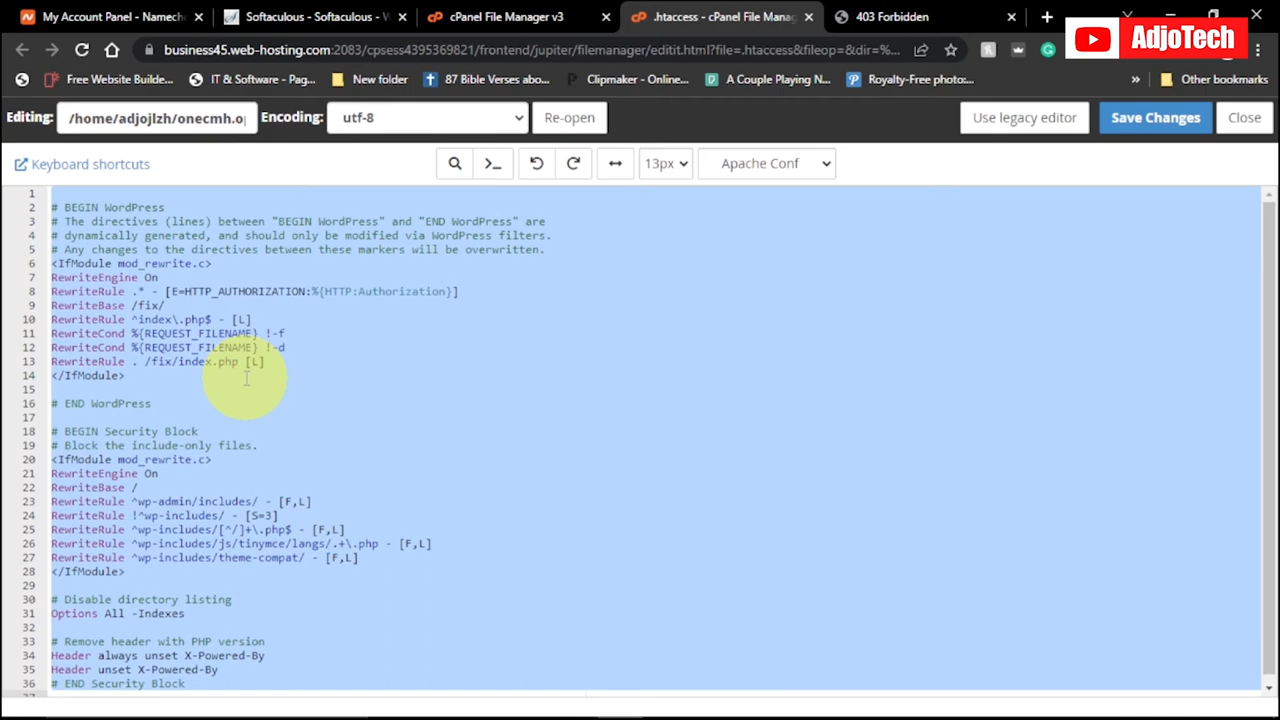 My Account Panel - Namech
Softaculous - Softaculous - W
cPanel File Manager v3
.htaccess - cPanel File Manag
403 Forbidden
AdjoTech
business45.web-hosting.com:2083/cpsess4395369821/frontend/jupiter/filemanager/editit.html?file=.htaccess&fileop=&dir=%...
Free Website Builde...
IT & Software - Pag...
New folder
87 Bible Verses abo...
Clipmaker - Online...
A Couple Playing N...
Royalty-Free photo:...
»
Other bookmarks
Editing:
/home/adjojlzh/onecmh.o
Encoding:
utf-8
Re-open
Use legacy editor
Save Changes
Close
Keyboard shortcuts
13px
Apache Conf
1
2 # BEGIN WordPress
3 # The directives (lines) between "BEGIN WordPress" and "END WordPress" are
4 # dynamically generated, and should only be modified via WordPress filters.
5 # Any changes to the directives between these markers will be overwritten.
6 <IfModule mod_rewrite.c>
7 RewriteEngine On
8 RewriteRule .* - [E=HTTP_AUTHORIZATION:%{HTTP:Authorization}]
9 RewriteBase /fix/
10 RewriteRule ^index\.php$ - [L]
11 RewriteCond %{REQUEST_FILENAME} !-f
12 RewriteCond %{REQUEST_FILENAME} !-d
13 RewriteRule . /fix/index.php [L]
14 </IfModule>
15
16 # END WordPress
17
18 # BEGIN Security Block
19 # Block the include-only files.
20 <IfModule mod_rewrite.c>
21 RewriteEngine On
22 RewriteBase /
23 RewriteRule ^wp-admin/includes/ - [F,L]
24 RewriteRule !^wp-includes/ - [S=3]
25 RewriteRule ^wp-includes/[^/]+\.php$ - [F,L]
26 RewriteRule ^wp-includes/js/tinymce/langs/.+\.php - [F,L]
27 RewriteRule ^wp-includes/theme-compat/ - [F,L]
28 </IfModule>
29
30 # Disable directory listing
31 Options All -Indexes
32
33 # Remove header with PHP version
34 Header always unset X-Powered-By
35 Header unset X-Powered-By
36 # END Security Block